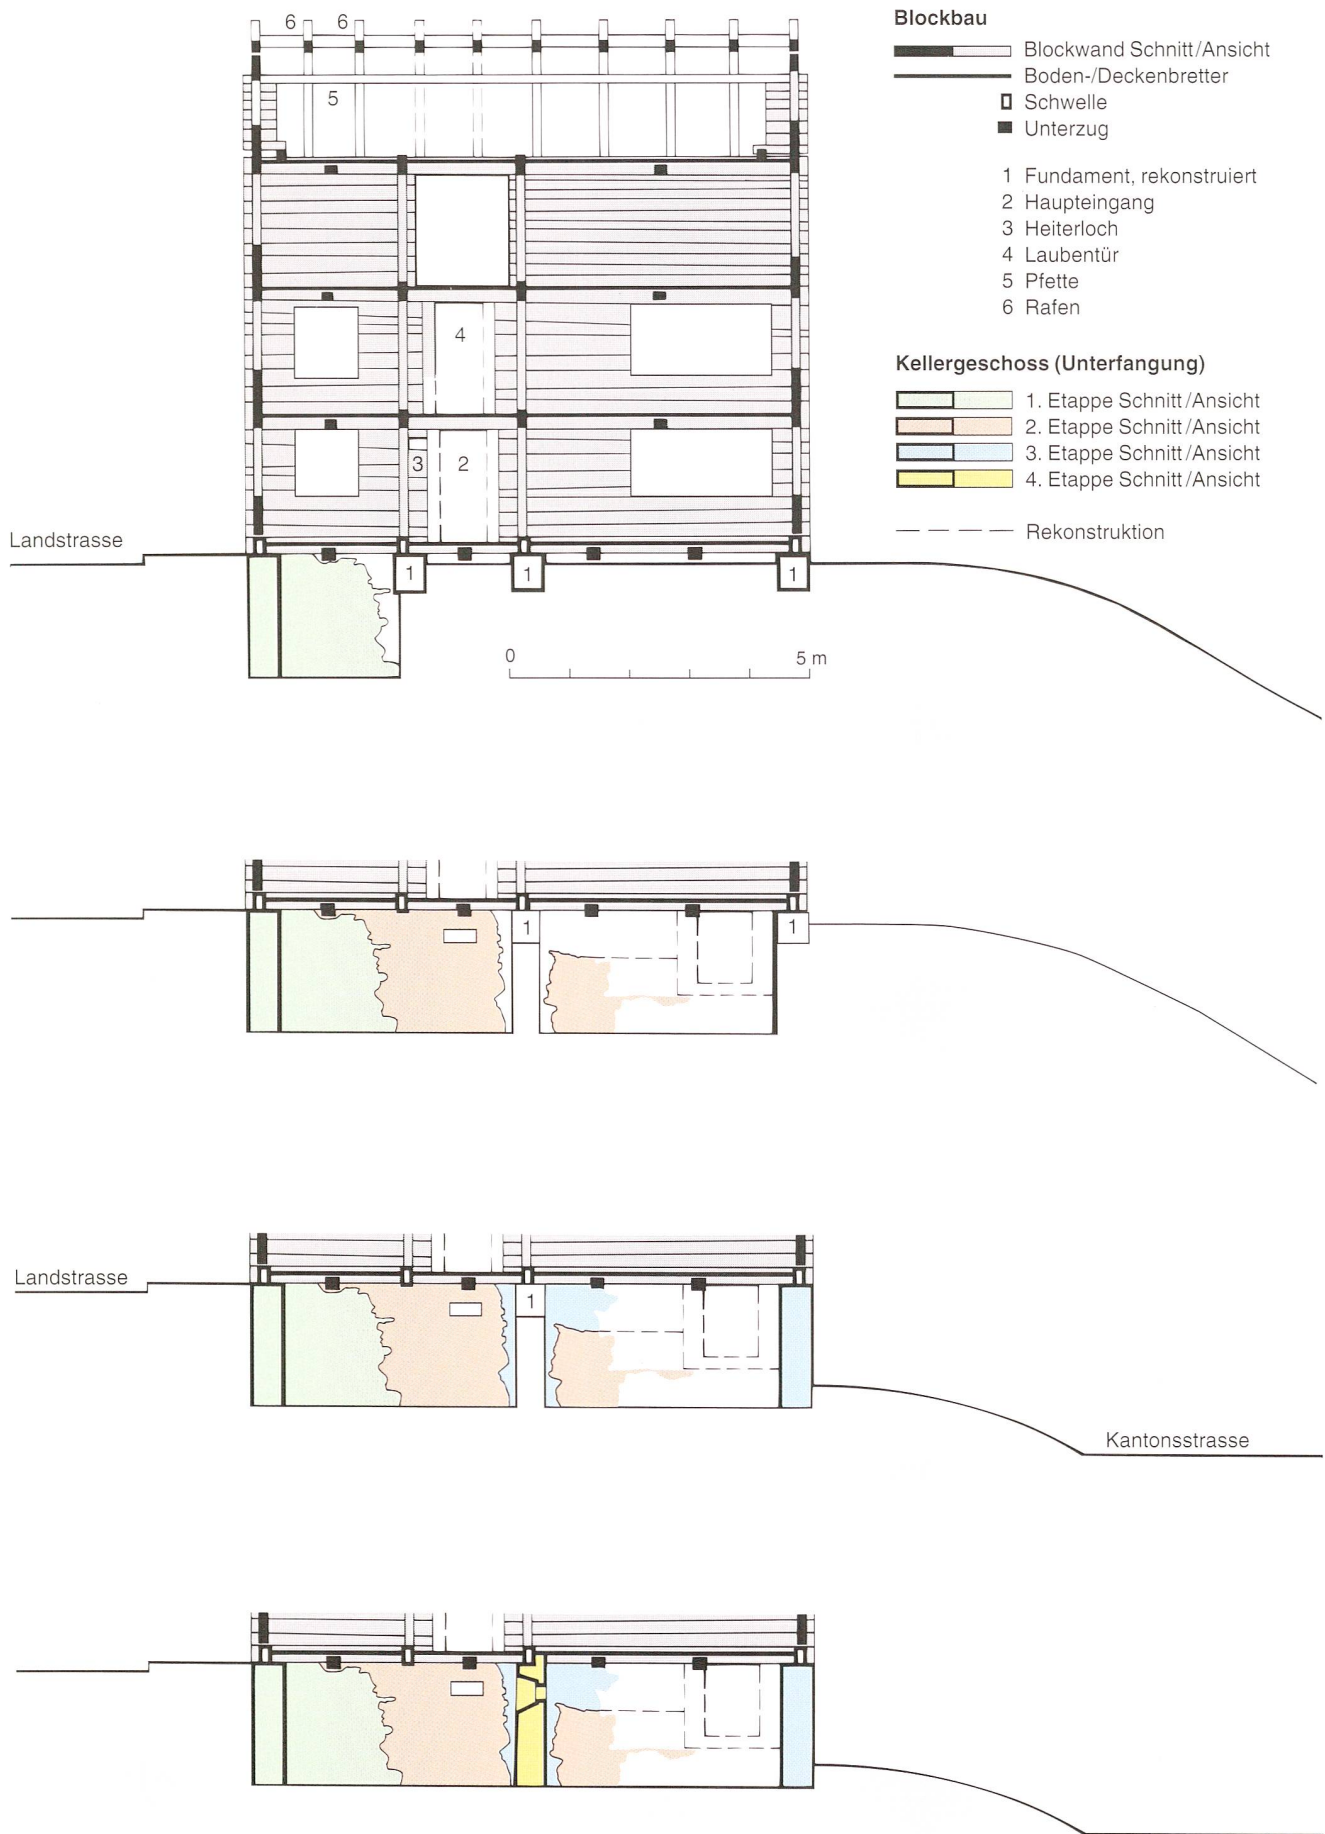 6 6
5
4
3 2
Landstrasse
1 1 1
0 5 m
Blockbau
Blockwand Schnitt/Ansicht
Boden-/Deckenbretter
Schwelle
Unterzug
1 Fundament, rekonstruiert
2 Haupteingang
3 Heiterloch
4 Laubentür
5 Pfette
6 Rafen
Kellergeschoss (Unterfangung)
1. Etappe Schnitt/Ansicht
2. Etappe Schnitt/Ansicht
3. Etappe Schnitt/Ansicht
4. Etappe Schnitt/Ansicht
Rekonstruktion
1 1
Landstrasse
1
Kantonsstrasse